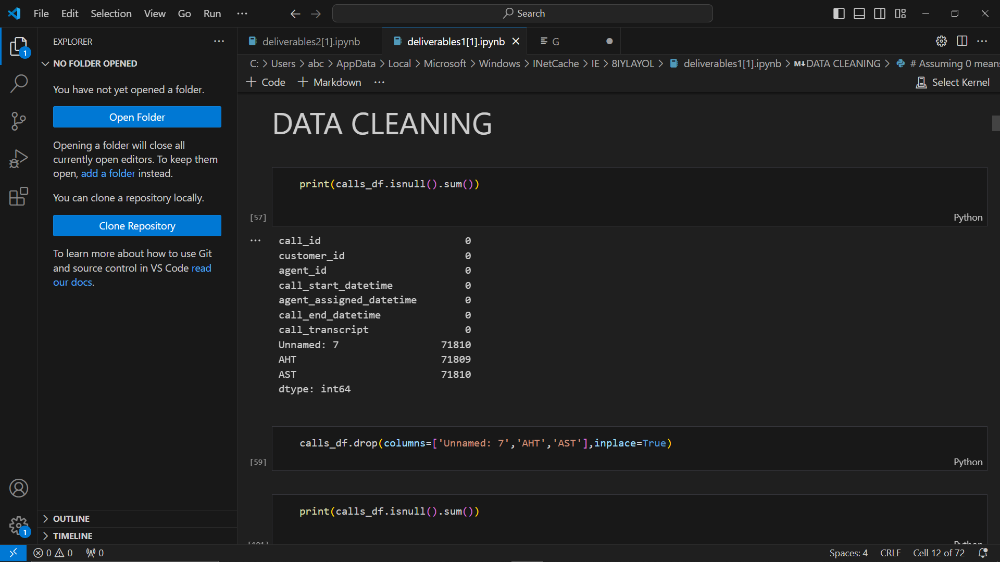 File Edit Selection View Go Run ··· Search
EXPLORER ···
NO FOLDER OPENED
You have not yet opened a folder.
Open Folder
Opening a folder will close all
currently open editors. To keep them
open, add a folder instead.
You can clone a repository locally.
Clone Repository
To learn more about how to use Git
and source control in VS Code read
our docs.
OUTLINE
TIMELINE
1
1
deliverables2[1].ipynb deliverables1[1].ipynb G
C: > Users > abc > AppData > Local > Microsoft > Windows > INetCache > IE > 8IYLAYOL > deliverables1[1].ipynb > M↓DATA CLEANING > # Assuming 0 means
+ Code + Markdown ··· Select Kernel
DATA CLEANING
print(calls_df.isnull().sum())
[57] Python
··· call_id 0
customer_id 0
agent_id 0
call_start_datetime 0
agent_assigned_datetime 0
call_end_datetime 0
call_transcript 0
Unnamed: 7 71810
AHT 71809
AST 71810
dtype: int64
calls_df.drop(columns=['Unnamed: 7','AHT','AST'],inplace=True)
[59] Python
print(calls_df.isnull().sum())
[101] Python
0 0 0 Spaces: 4 CRLF Cell 12 of 72